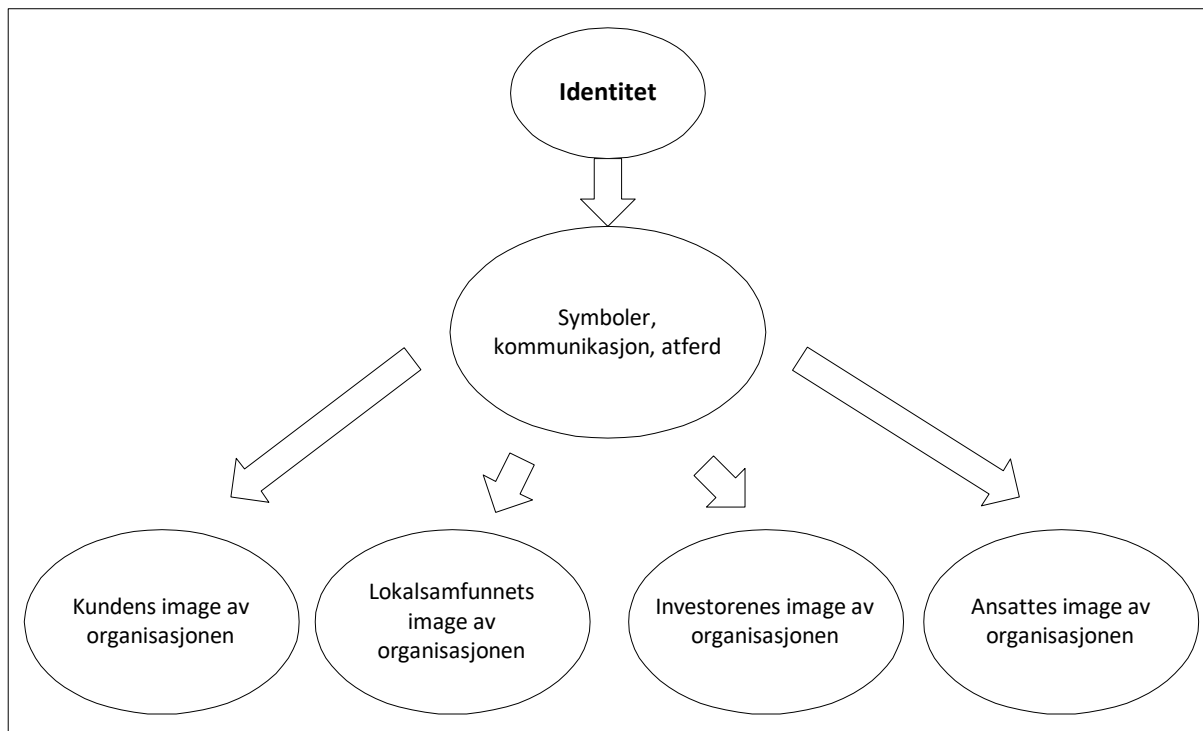 Identitet
Symboler,
kommunikasjon, atferd
Kundens image av
organisasjonen
Lokalsamfunnets
image av
organisasjonen
Investorenes image av
organisasjonen
Ansattes image av
organisasjonen